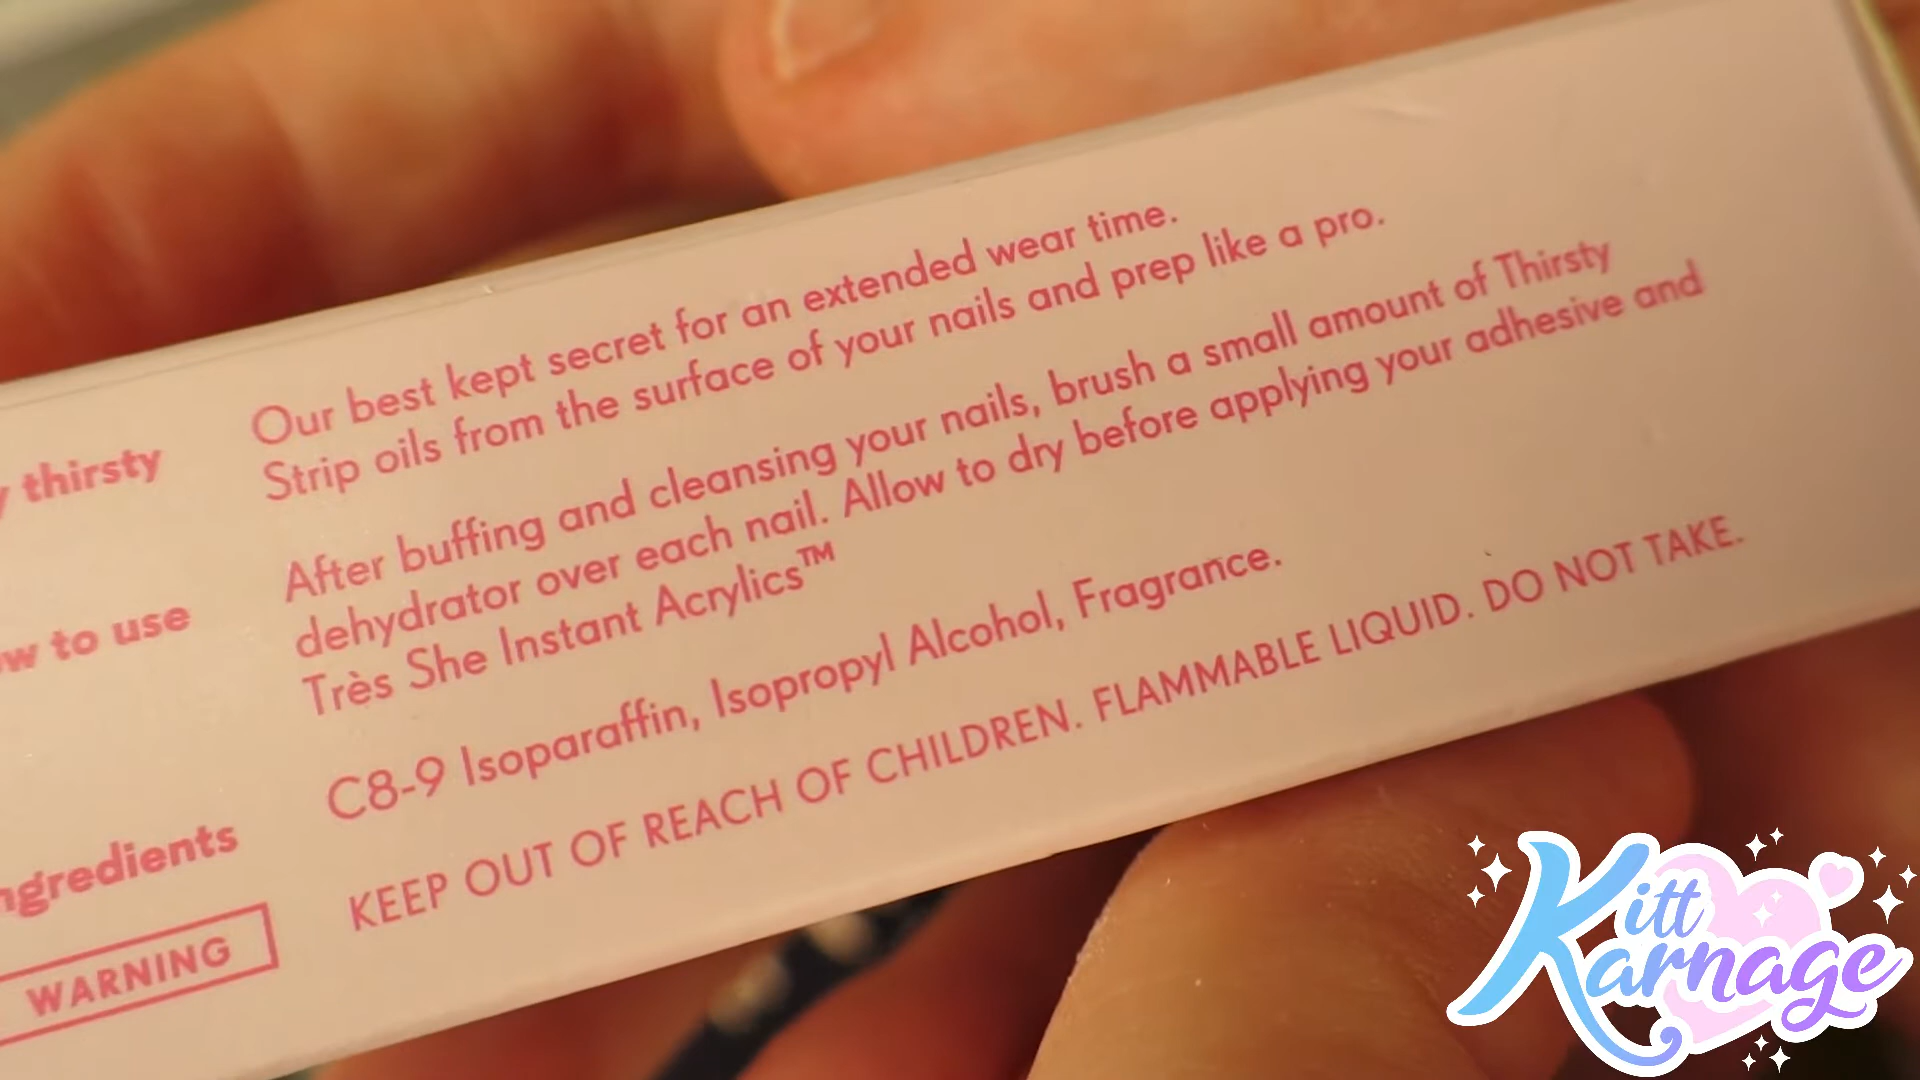 y thirsty
Our best kept secret for an extended wear time.
Strip oils from the surface of your nails and prep like a pro.
ow to use
After buffing and cleansing your nails, brush a small amount of Thirsty
dehydrator over each nail. Allow to dry before applying your adhesive and
Très She Instant Acrylics™
ngredients
C8-9 Isoparaffin, Isopropyl Alcohol, Fragrance.
WARNING
KEEP OUT OF REACH OF CHILDREN. FLAMMABLE LIQUID. DO NOT TAKE.
Kitt
Karnage